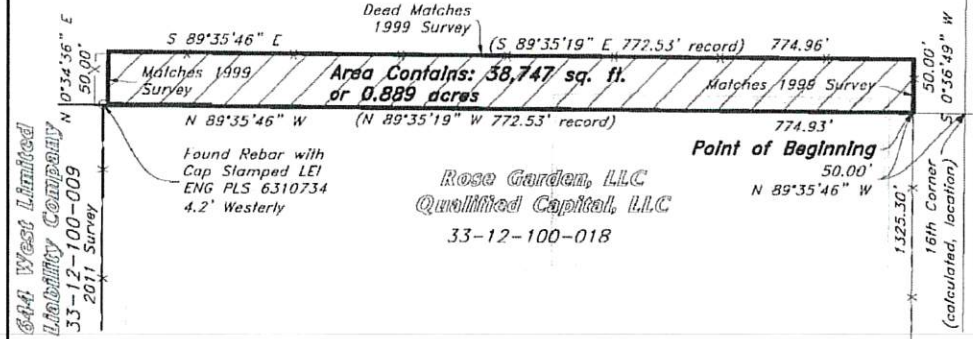 Dead Matches
1999 Survey
S 89°35'46" E
(S 89°35'19" E 772.53' record)
774.96'
N 0°54'56" E
50.00'
Matches 1999
Survey
Area Contains: 38,747 sq. ft.
or 0.889 acres
Matches 1999 Survey
50.00'
S 0°56'49" W
N 89°35'46" W
(N 89°35'19" W 772.53' record)
774.93'
Point of Beginning
50.00'
N 89°35'46" W
Found Rebar with
Cap Stamped LEI
ENG PLS 6310734
4.2' Westerly
Rose Garden, LLC
Qualified Capital, LLC
33-12-100-018
644 West Limited
Liability Company
33-12-100-009
2011 Survey
1325.30'
16th Corner
(calculated, location)